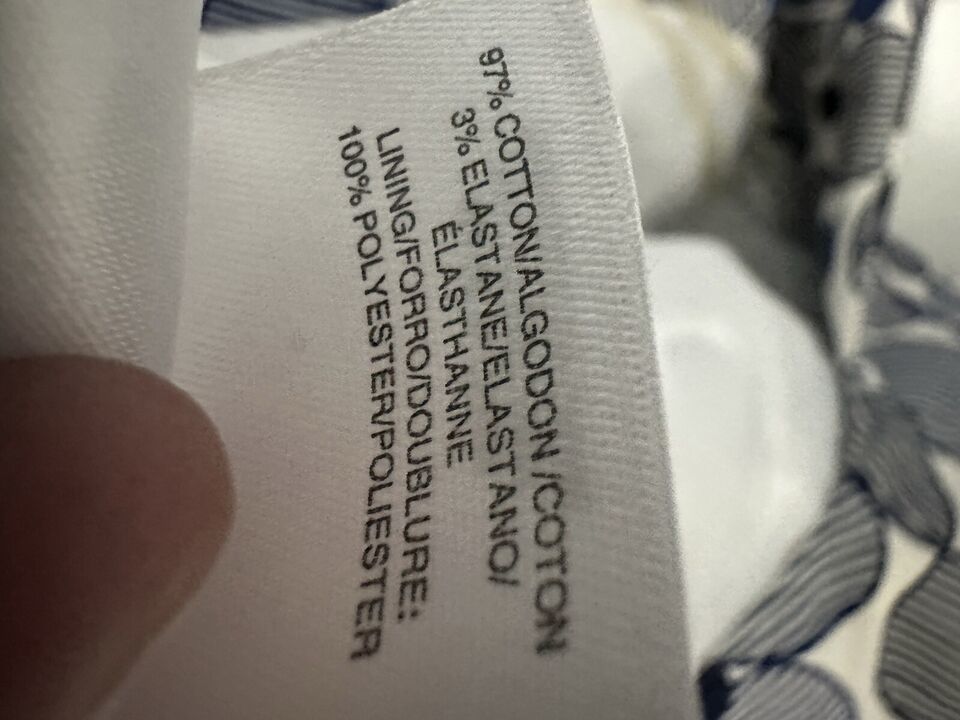 97% COTTON/ALGODON /COTON
3% ELASTANE/ELASTANO/
ÉLASTHANNE
LINING/FORRO/DOUBLURE:
100% POLYESTER/POLIESTER